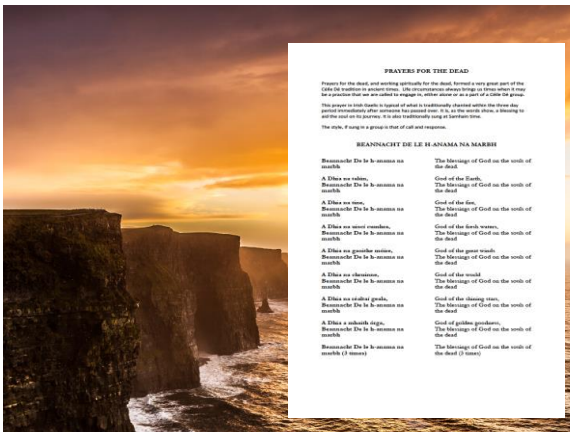 PRAYERS FOR THE DEAD
Prayers for the dead, and working spiritually for the dead, formed a very great part of the
Céile Dé tradition in ancient times. Life circumstances always brings us times when it may
be a practice that we are called to engage in, either alone or as a part of a Céile Dé group.
This prayer in Irish Gaelic is typical of what is traditionally chanted within the three day
period immediately after someone has passed over. It is, as the words show, a blessing to
aid the soul on its journey. It is also traditionally sung at Samhain time.
The style, if sung in a group is that of call and response.
BEANNACHT DE LE H-ANAMA NA MARBH
Beannacht De le h-anama na
marbh
The blessings of God on the souls of
the dead
A Dhia na
Beannacht De le h-anama na
marbh
God of the Earth,
The blessings of God on the souls of
the dead
A Dhia na
Beannacht De le h-anama na
marbh
God of the fire,
The blessings of God on the souls of
the dead
A Dhia na
Beannacht De le h-anama na
marbh
God of the fresh waters,
The blessings of God on the souls of
the dead
A Dhia na gaoithe
Beannacht De le h-anama na
marbh
God of the great winds
The blessings of God on the souls of
the dead
A Dhia na
Beannacht De le h-anama na
marbh
God of the world
The blessings of God on the souls of
the dead
A Dhia na
Beannacht De le h-anama na
marbh
God of the shining stars,
The blessings of God on the souls of
the dead
A Dhia a
Beannacht De le h-anama na
marbh
God of golden goodness,
The blessings of God on the souls of
the dead
Beannacht De le h-anama na
marbh (3 times)
The blessings of God on the souls of
the dead (3 times)